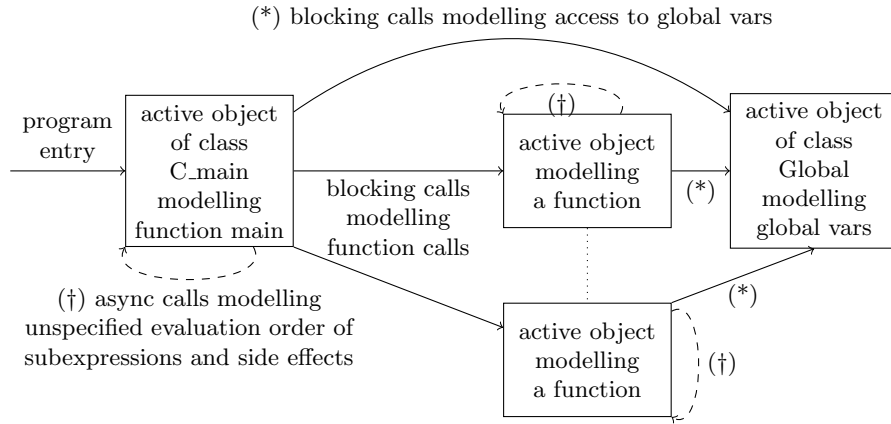 (*) blocking calls modelling access to global vars
program
entry
active object
of class
C_main
modelling
function main
(†)
active object
modelling
a function
active object
of class
Global
modelling
global vars
(*)
blocking calls
modelling
function calls
(†) async calls modelling
unspecified evaluation order of
subexpressions and side effects
(*)
active object
modelling
a function
(†)